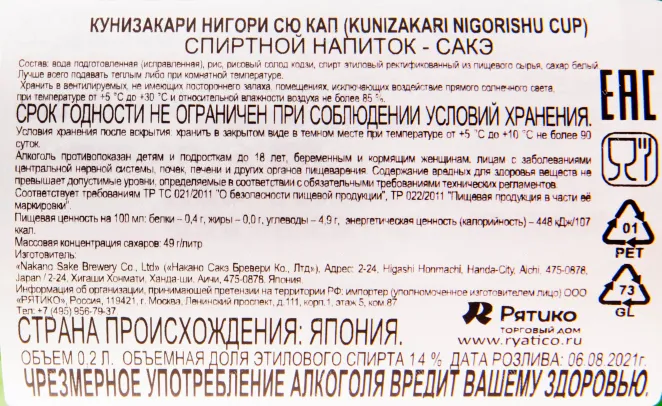 КУНИЗАКАРИ НИГОРИ СЮ КАП (KUNIZAKARI NIGORISHU CUP)
СПИРТНОЙ НАПИТОК - САКЭ
Состав: вода подготовленная (исправленная), рис, рисовый солод кодзи, спирт этиловый ректификованный из пищевого сырья, сахар белый.
Лучше всего подавать теплым либо при комнатной температуре.
Хранить в вентилируемых, не имеющих постороннего запаха, помещениях, исключающих воздействие прямого солнечного света,
при температуре от +5 °С до +30 °С и относительной влажности воздуха не более 85 %.
СРОК ГОДНОСТИ НЕ ОГРАНИЧЕН ПРИ СОБЛЮДЕНИИ УСЛОВИЙ ХРАНЕНИЯ.
Условия хранения после вскрытия: хранить в закрытом виде в темном месте при температуре от +5 °С до +10 °С не более 90
суток.
Алкоголь противопоказан детям и подросткам до 18 лет, беременным и кормящим женщинам, лицам с заболеваниями
центральной нервной системы, почек, печени и других органов пищеварения. Содержание вредных для здоровья веществ не
превышает допустимые уровни, определяемые в соответствии с обязательными требованиями технических регламентов.
Соответствует требованиям ТР ТС 021/2011 "О безопасности пищевой продукции", ТР 022/2011 "Пищевая продукция в части её
маркировки".
Пищевая ценность на 100 мл: белки – 0,4 г, жиры – 0,0 г, углеводы – 4,9 г, энергетическая ценность (калорийность) – 448 кДж/107
ккал.
Массовая концентрация сахаров: 49 г/литр
Изготовитель:
«Nakano Sake Brewery Co., Ltd» («Накано Сакэ Бревери Ко., Лтд»), Адрес: 2-24, Higashi Honmachi, Handa-City, Aichi, 475-0878,
Japan / 2-24, Хигаши Хонмати, Ханда-ши, Аичи, 475-0878, Япония.
Информация об организации, принимающей претензии на территории РФ: импортер (уполномоченное изготовителем лицо) ООО
«РЯТИКО», Россия, 119421, г. Москва, Ленинский проспект, д.111, корп.1, этаж 5, ком.87
Тел: +7 (495) 956-79-37
СТРАНА ПРОИСХОЖДЕНИЯ: ЯПОНИЯ.
ОБЪЕМ 0,2 Л. ОБЪЕМНАЯ ДОЛЯ ЭТИЛОВОГО СПИРТА 14 % ДАТА РОЗЛИВА: 06.08.2021г.
ЧРЕЗМЕРНОЕ УПОТРЕБЛЕНИЕ АЛКОГОЛЯ ВРЕДИТ ВАШЕМУ ЗДОРОВЬЮ.
EAC
01
PET
73
GL
Рятико
ТОРГОВЫЙ ДОМ
www.ryatico.ru